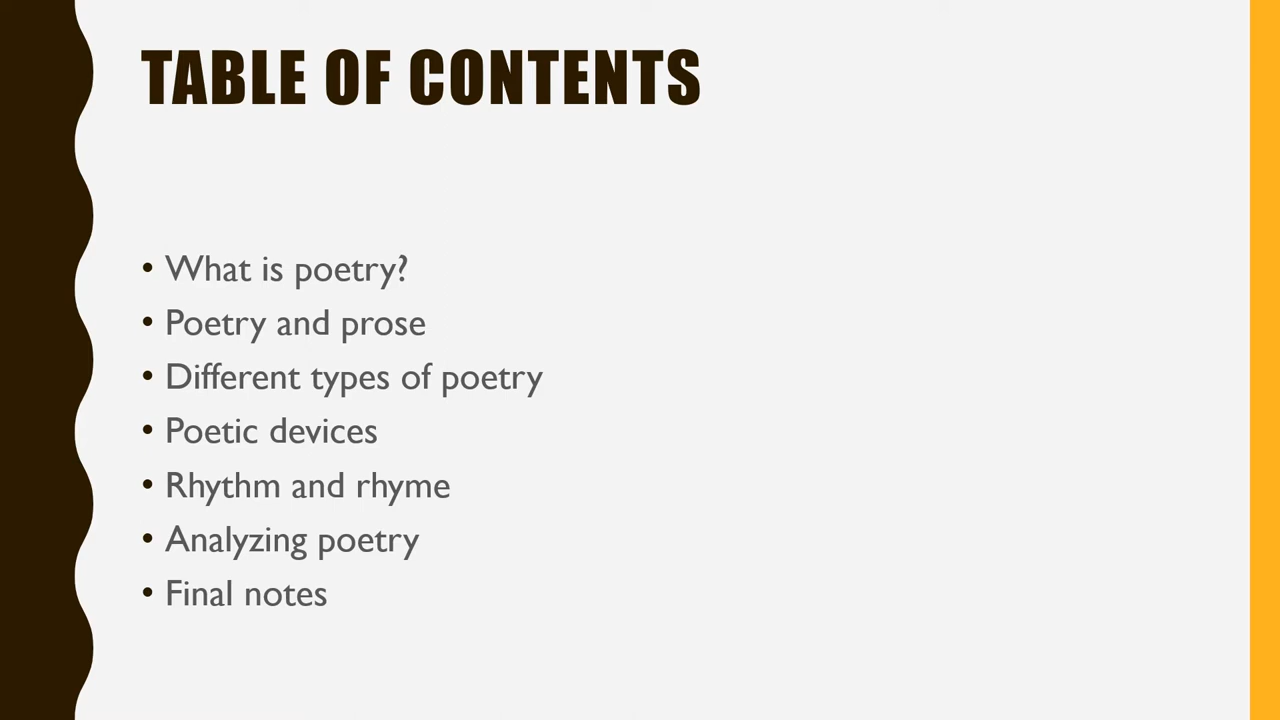 TABLE OF CONTENTS
• What is poetry?
• Poetry and prose
• Different types of poetry
• Poetic devices
• Rhythm and rhyme
• Analyzing poetry
• Final notes